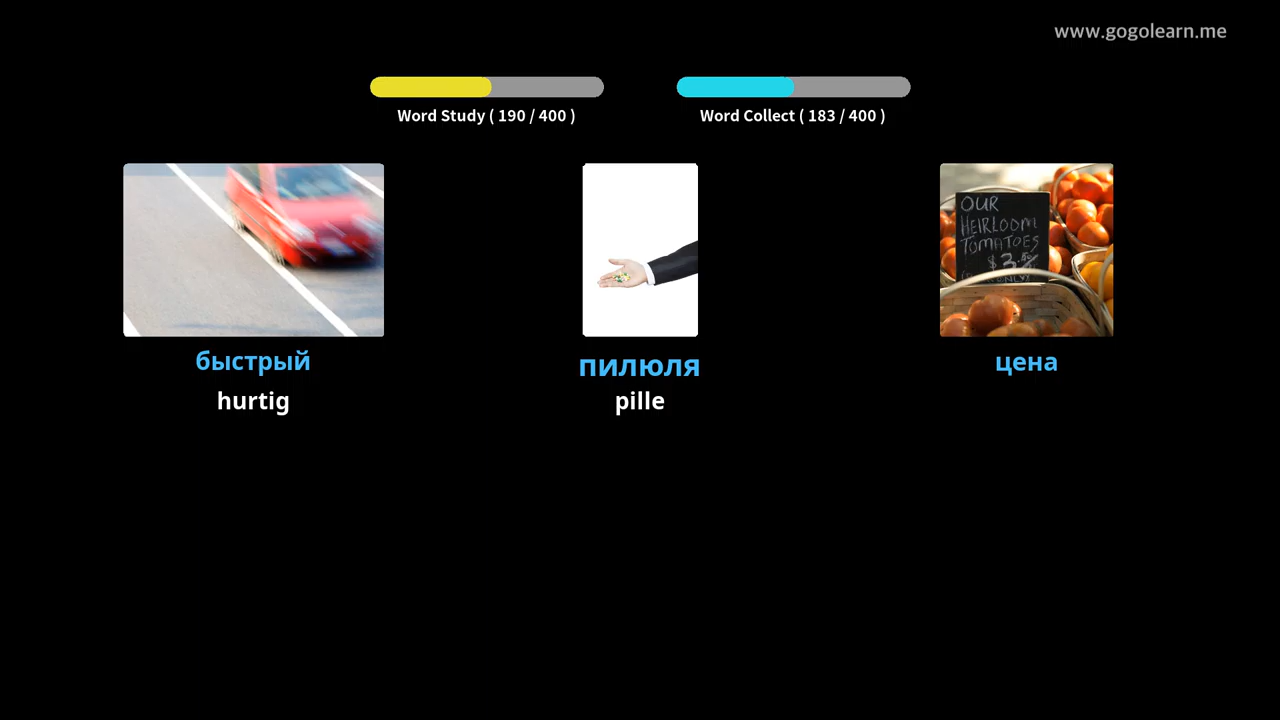 www.gogolearn.me
Word Study ( 190 / 400 )
Word Collect ( 183 / 400 )
OUR
HEIRLOOM
TOMATOES
быстрый
пилюля
цена
hurtig
pille